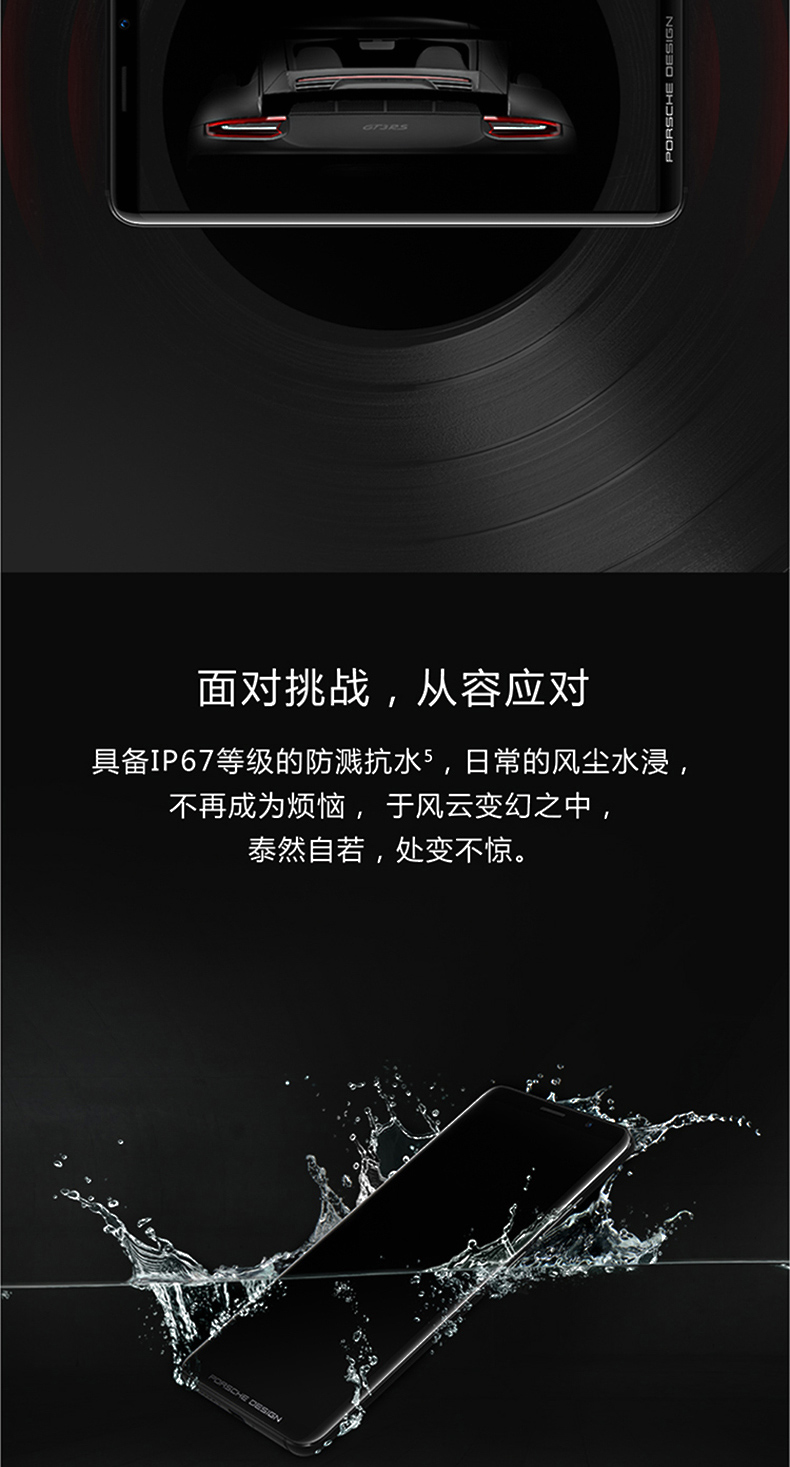 PORSCHE DESIGN
GT3 RS
面对挑战，从容应对
具备IP67等级的防溅抗水⁵，日常的风尘水浸，
不再成为烦恼， 于风云变幻之中，
泰然自若，处变不惊。
PORSCHE DESIGN